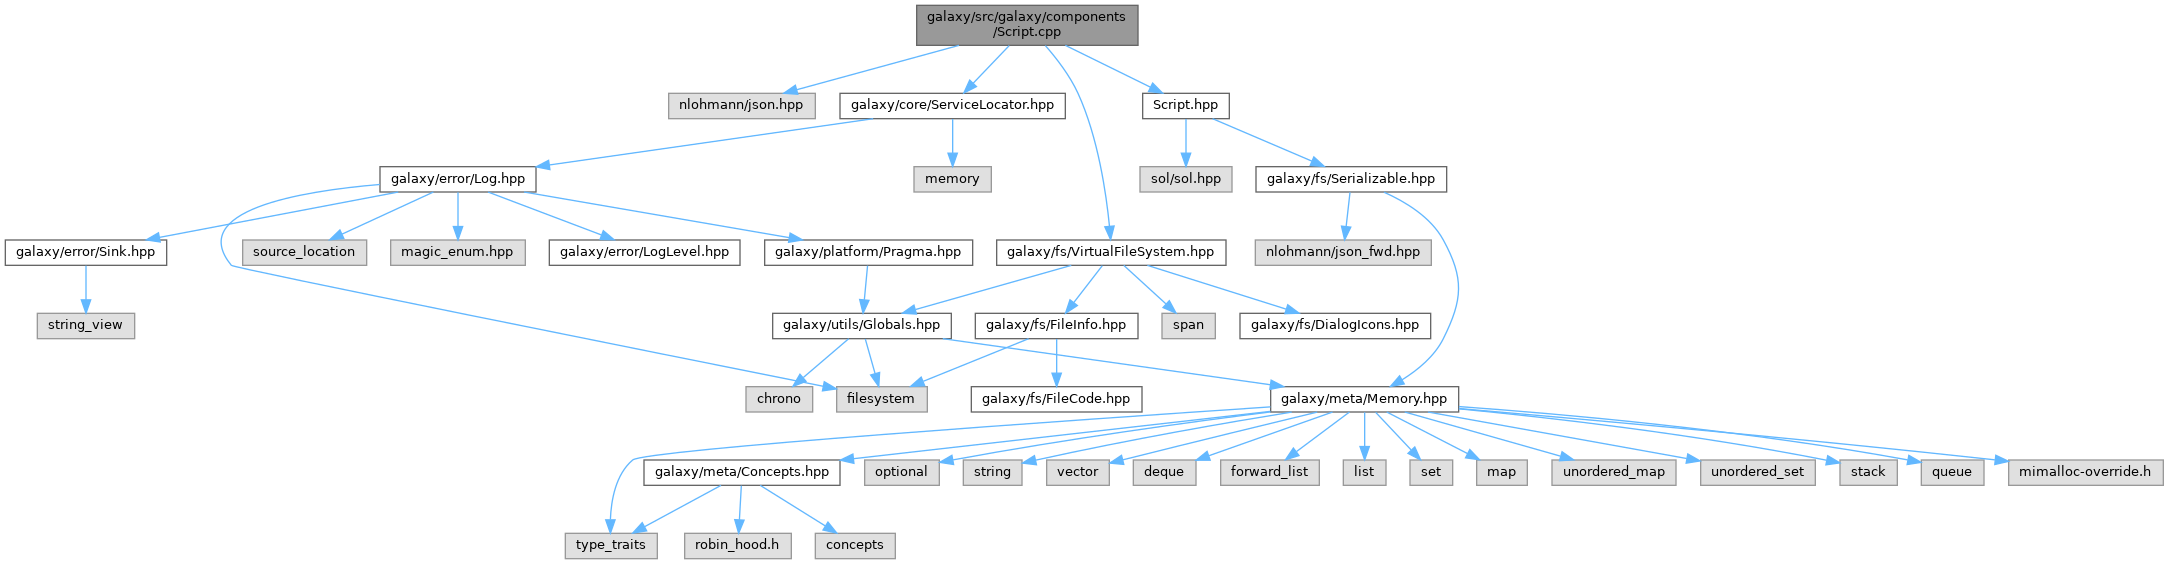 galaxy/src/galaxy/components
/Script.cpp
nlohmann/json.hpp
galaxy/core/ServiceLocator.hpp
Script.hpp
galaxy/error/Log.hpp
memory
sol/sol.hpp
galaxy/fs/Serializable.hpp
galaxy/error/Sink.hpp
source_location
magic_enum.hpp
galaxy/error/LogLevel.hpp
galaxy/platform/Pragma.hpp
galaxy/fs/VirtualFileSystem.hpp
nlohmann/json_fwd.hpp
string_view
galaxy/utils/Globals.hpp
galaxy/fs/FileInfo.hpp
span
galaxy/fs/DialogIcons.hpp
chrono
filesystem
galaxy/fs/FileCode.hpp
galaxy/meta/Memory.hpp
galaxy/meta/Concepts.hpp
optional
string
vector
deque
forward_list
list
set
map
unordered_map
unordered_set
stack
queue
mimalloc-override.h
type_traits
robin_hood.h
concepts